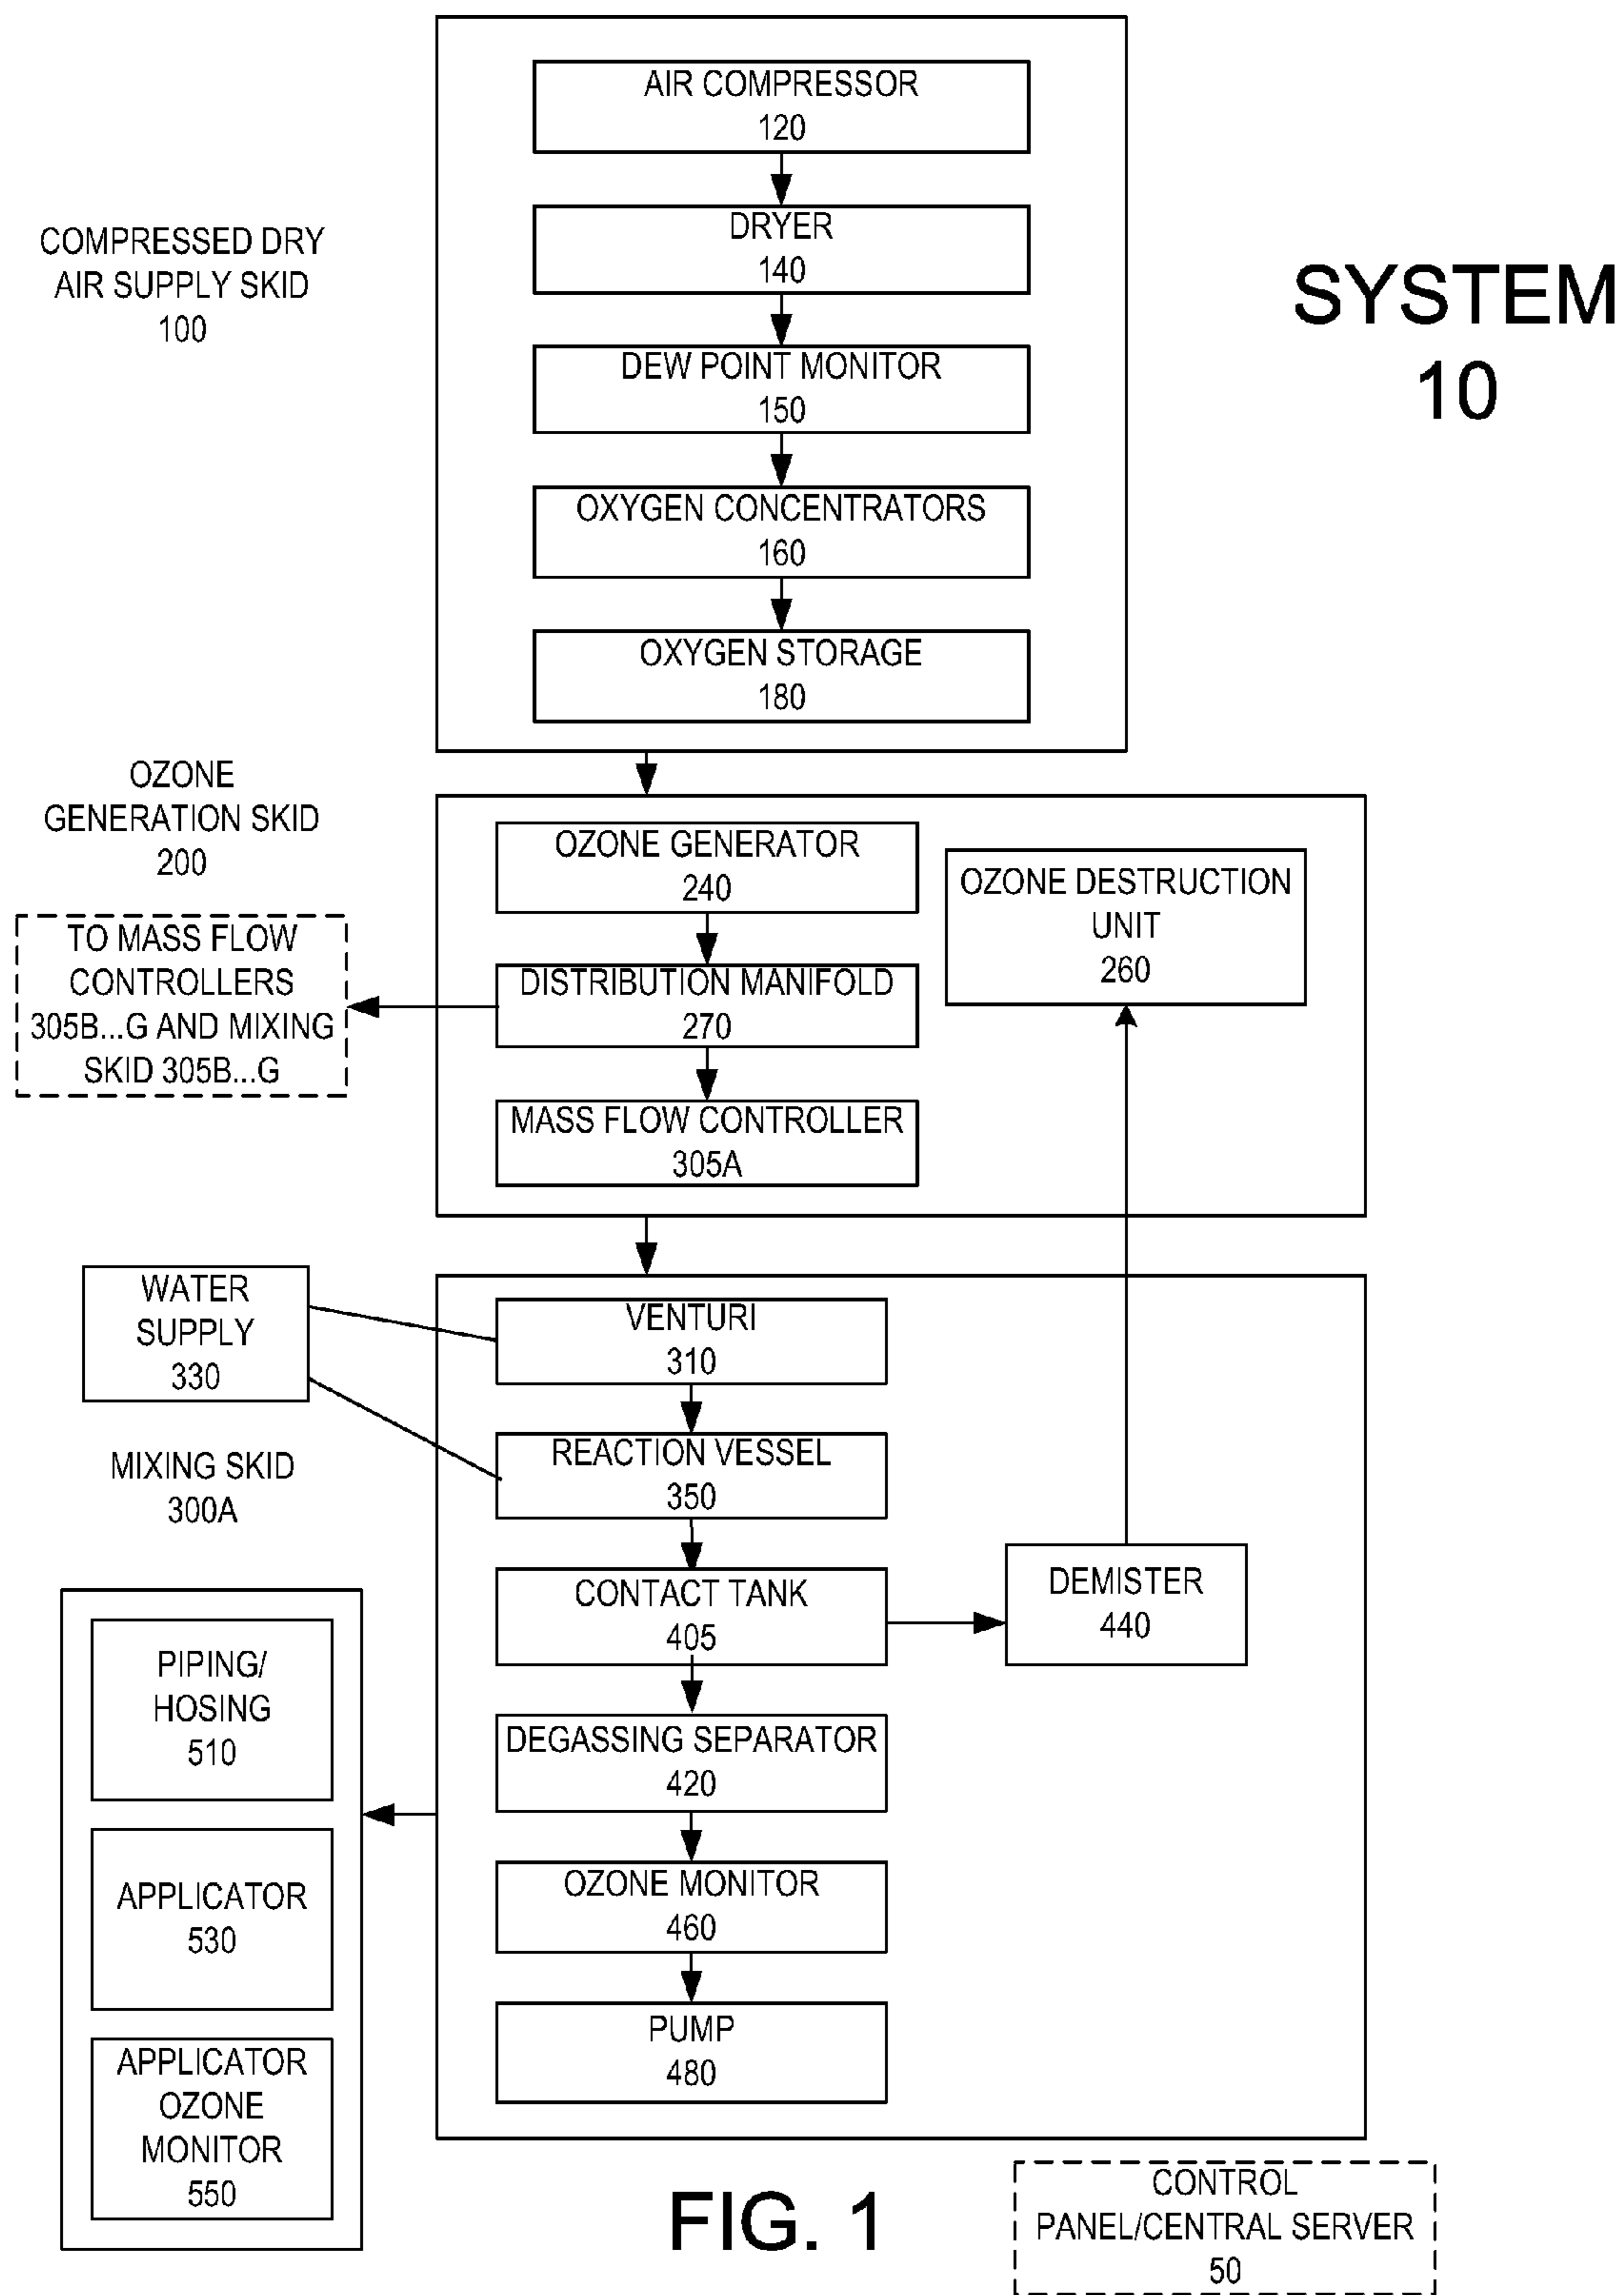 AIR COMPRESSOR
120
DRYER
140
COMPRESSED DRY
AIR SUPPLY SKID
100
SYSTEM
10
DEW POINT MONITOR
150
OXYGEN CONCENTRATORS
160
OXYGEN STORAGE
180
OZONE
GENERATION SKID
200
OZONE GENERATOR
240
OZONE DESTRUCTION
UNIT
260
TO MASS FLOW
CONTROLLERS
305B...G AND MIXING
SKID 305B...G
DISTRIBUTION MANIFOLD
270
MASS FLOW CONTROLLER
305A
WATER
SUPPLY
330
VENTURI
310
MIXING SKID
300A
REACTION VESSEL
350
CONTACT TANK
405
DEMISTER
440
PIPING/
HOSING
510
DEGASSING SEPARATOR
420
APPLICATOR
530
OZONE MONITOR
460
APPLICATOR
OZONE
MONITOR
550
PUMP
480
FIG. 1
CONTROL
PANEL/CENTRAL SERVER
50